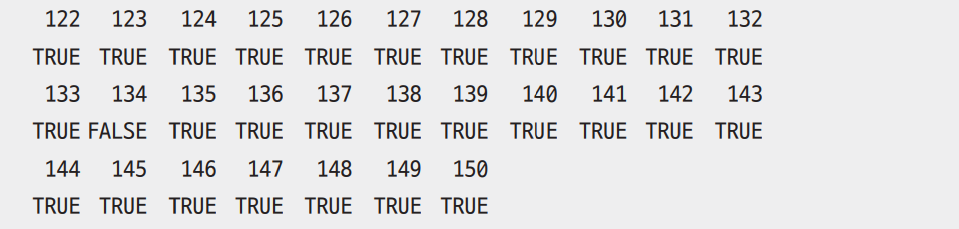 122 123 124 125 126 127 128 129 130 131 132
TRUE TRUE TRUE TRUE TRUE TRUE TRUE TRUE TRUE TRUE TRUE
133 134 135 136 137 138 139 140 141 142 143
TRUE FALSE TRUE TRUE TRUE TRUE TRUE TRUE TRUE TRUE TRUE
144 145 146 147 148 149 150
TRUE TRUE TRUE TRUE TRUE TRUE TRUE